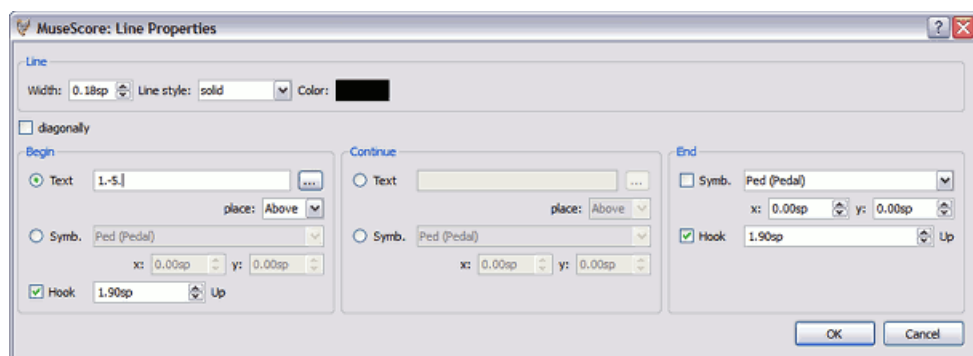 MuseScore: Line Properties
Line
Width: 0.18sp Line style: solid Color:
diagonally
Begin Continue End
Text 1.-5. ... Text ... Symb. Ped (Pedal)
place: Above place: Above x: 0.00sp y: 0.00sp
Symb. Ped (Pedal) Symb. Ped (Pedal) Hook 1.90sp Up
x: 0.00sp y: 0.00sp x: 0.00sp y: 0.00sp
Hook 1.90sp Up
OK Cancel